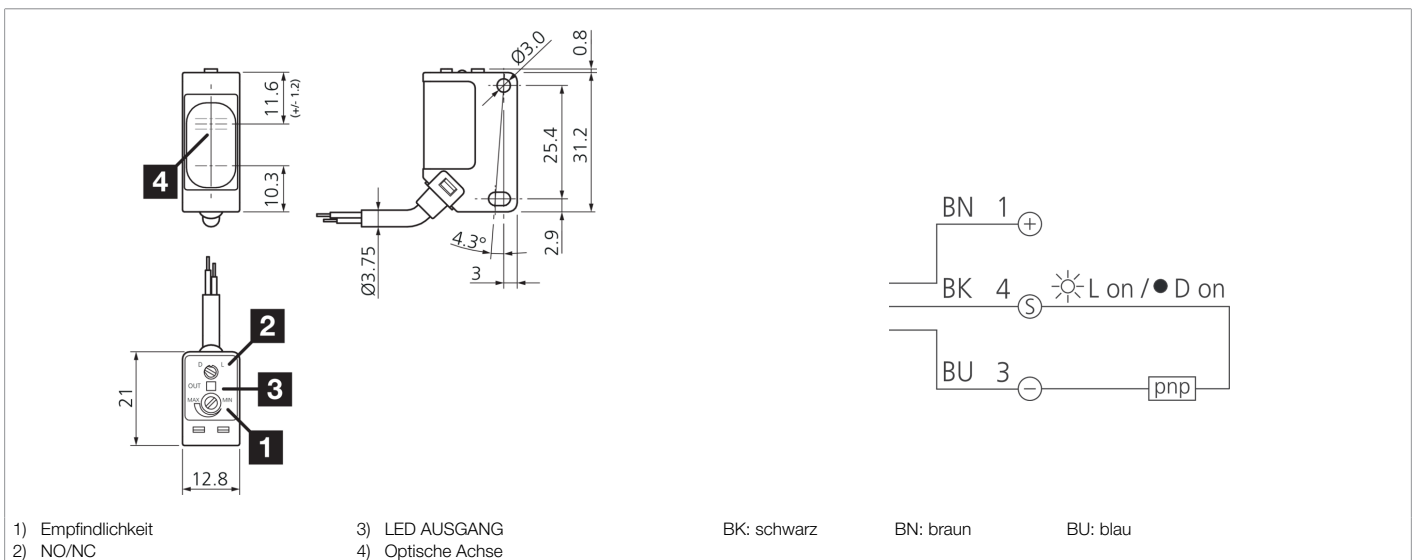 Ø3.0
0.8
11.6
(+/- 1.2)
25.4
31.2
4
10.3
Ø3.75
4.3°
3
2.9
BN 1 +
BK 4 S L on / D on
BU 3 − pnp
2
D L
OUT
3
MAX MIN
21
1
12.8
1) Empfindlichkeit
2) NO/NC
3) LED AUSGANG
4) Optische Achse
BK: schwarz
BN: braun
BU: blau